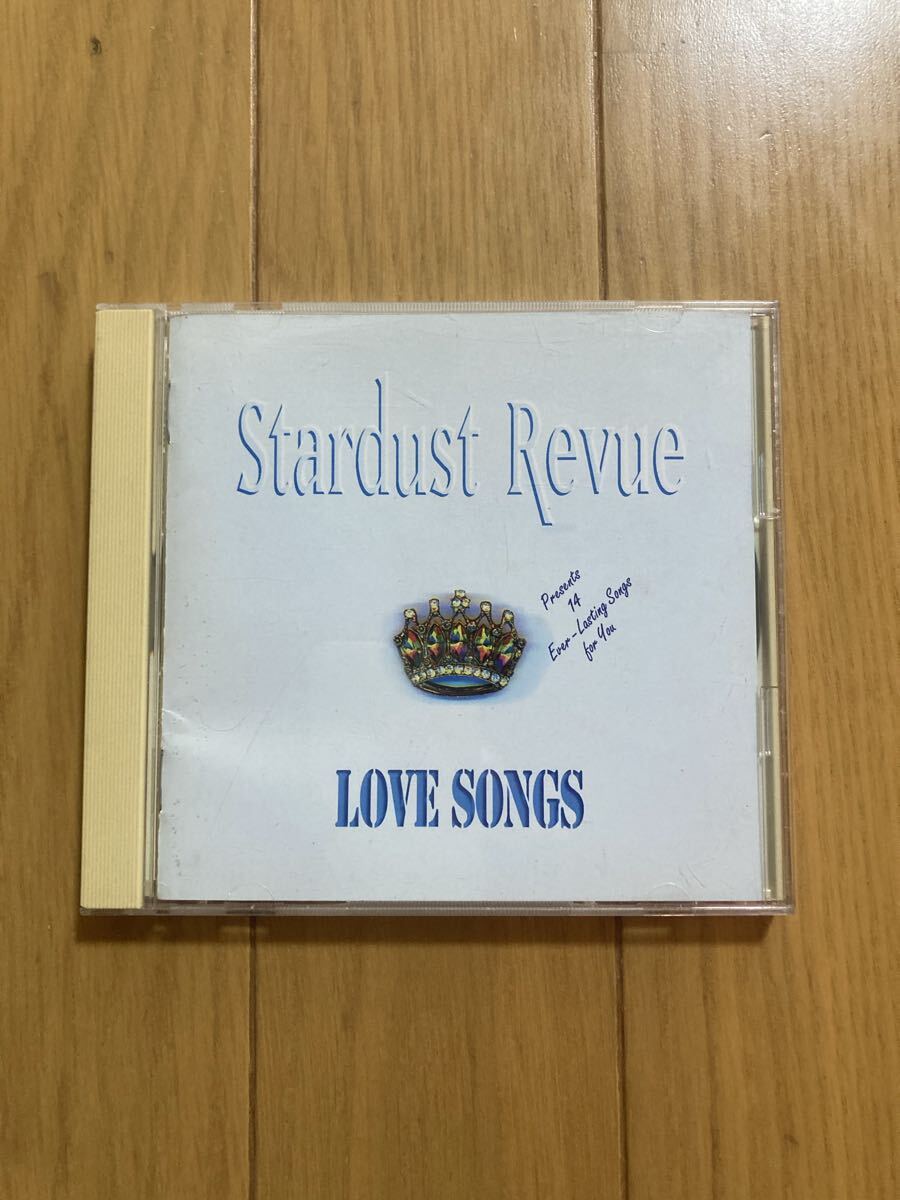 Stardust Revue
Presents
14
Ever-Lasting Songs
for You
LOVE SONGS